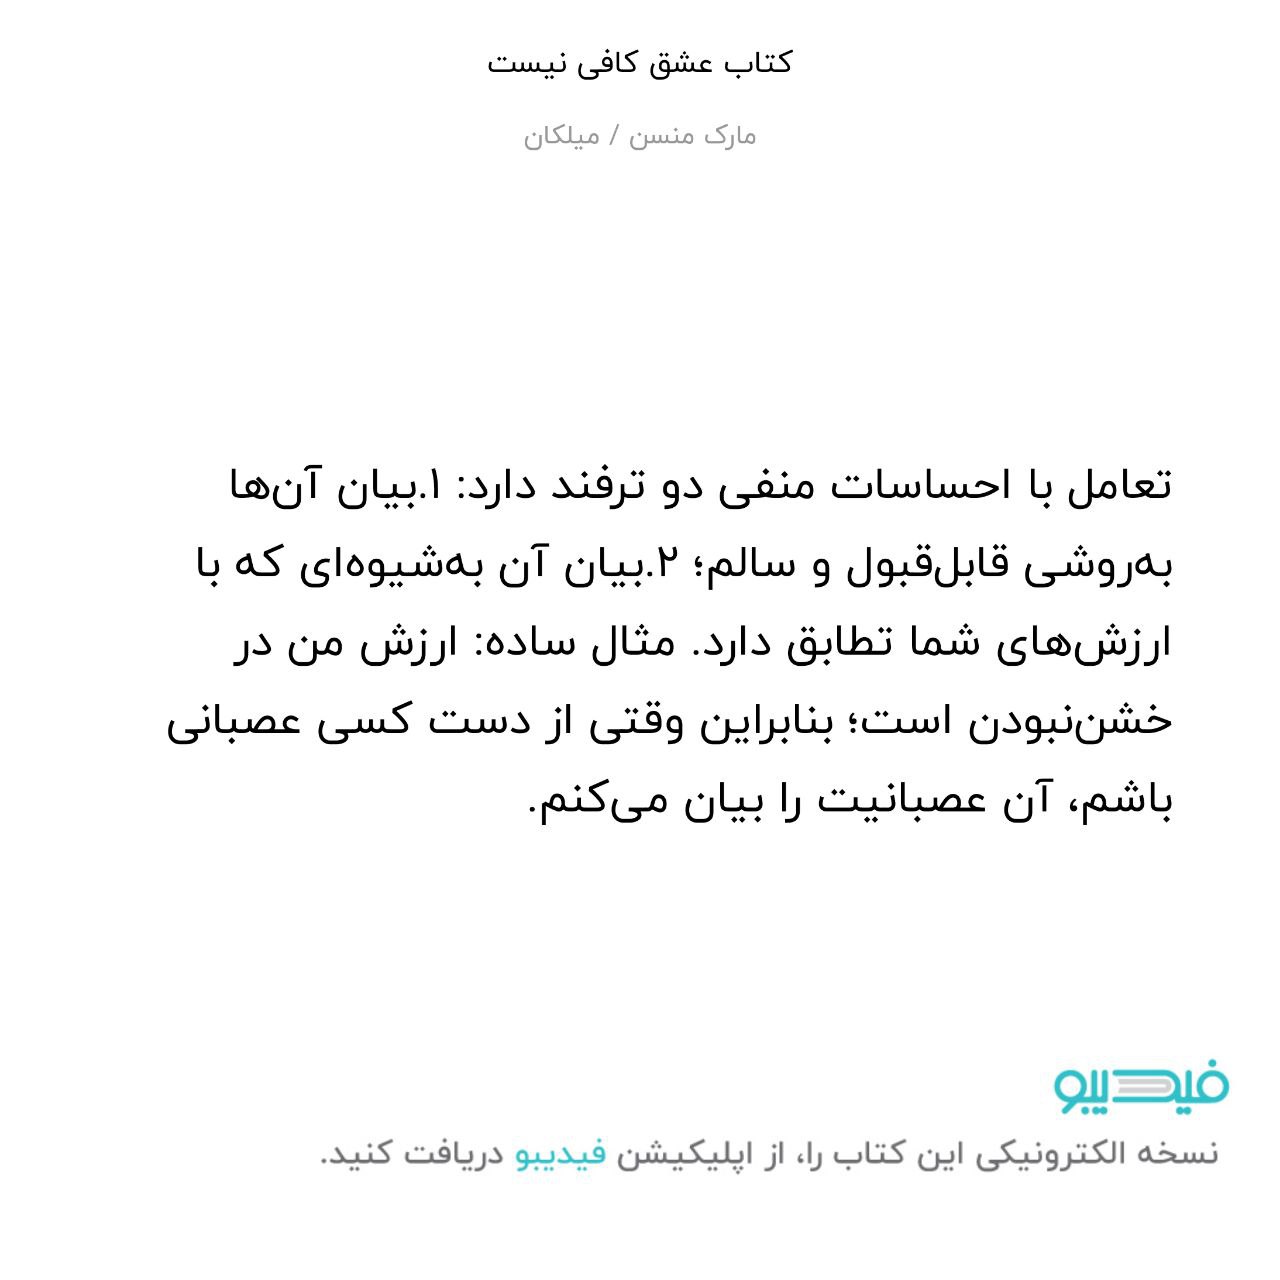 کتاب عشق کافی نیست
مارک منسن / میلکان
تعامل با احساسات منفی دو ترفند دارد: ۱.بیان آن‌ها
به‌روشی قابل‌قبول و سالم؛ ۲.بیان آن به‌شیوه‌ای که با
ارزش‌های شما تطابق دارد. مثال ساده: ارزش من در
خشن‌نبودن است؛ بنابراین وقتی از دست کسی عصبانی
باشم، آن عصبانیت را بیان می‌کنم.
فیدیبو
نسخه الکترونیکی این کتاب را، از اپلیکیشن فیدیبو دریافت کنید.